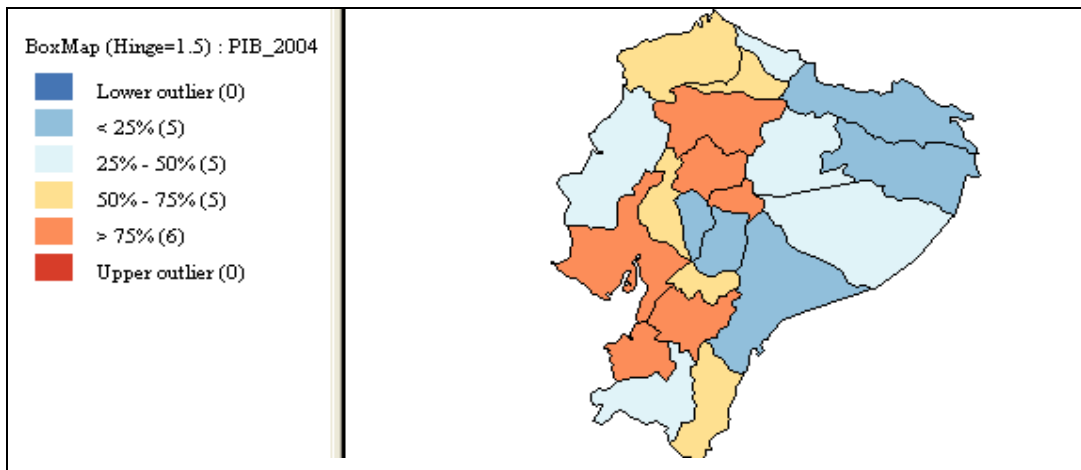 BoxMap (Hinge=1.5) : PIB_2004
Lower outlier (0)
< 25% (5)
25% - 50% (5)
50% - 75% (5)
> 75% (6)
Upper outlier (0)